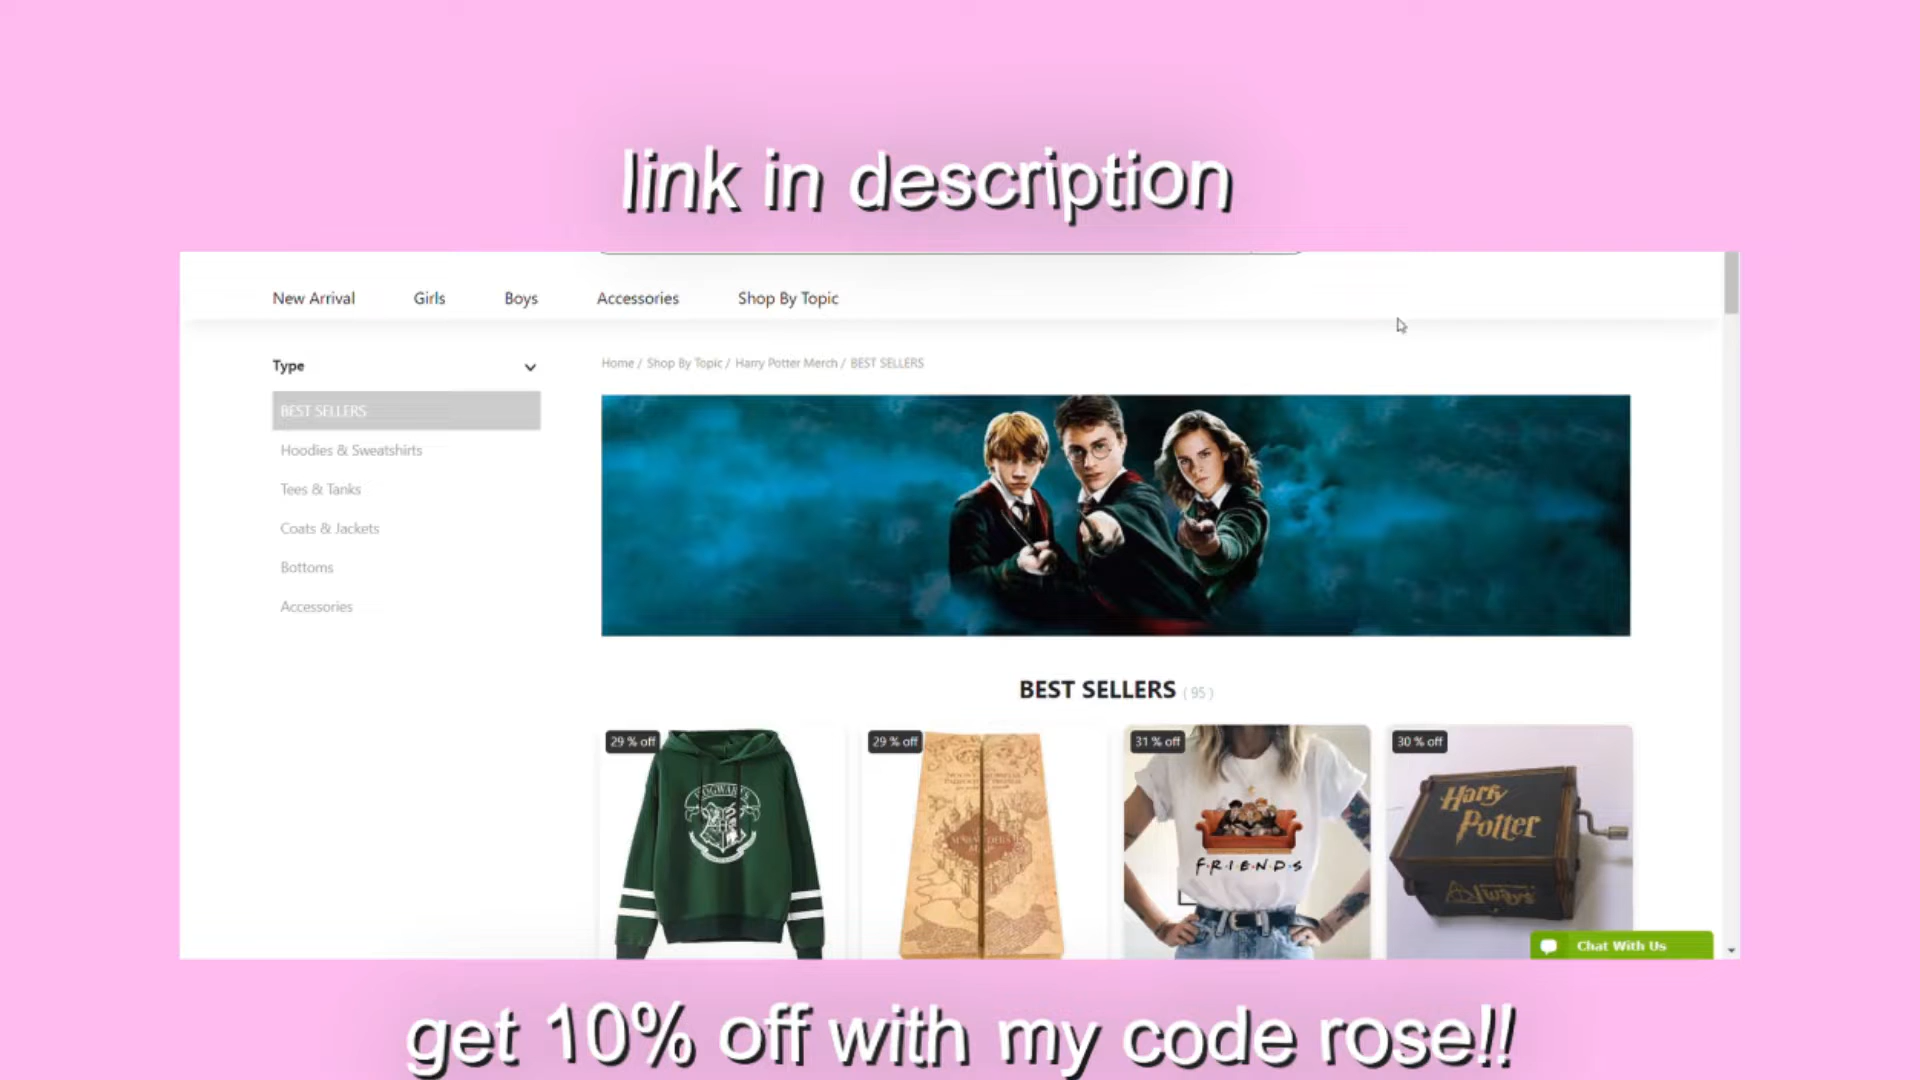 link in description
New Arrival Girls Boys Accessories Shop By Topic
Type
Home / Shop By Topic / Harry Potter Merch / BEST SELLERS
BEST SELLERS
Hoodies & Sweatshirts
Tees & Tanks
Coats & Jackets
Bottoms
Accessories
BEST SELLERS ( 95 )
29 % off
29 % off
31 % off
30 % off
HOGWARTS
Harry
Potter
F·R·I·E·N·D·S
Always
Chat With Us
get 10% off with my code rose!!